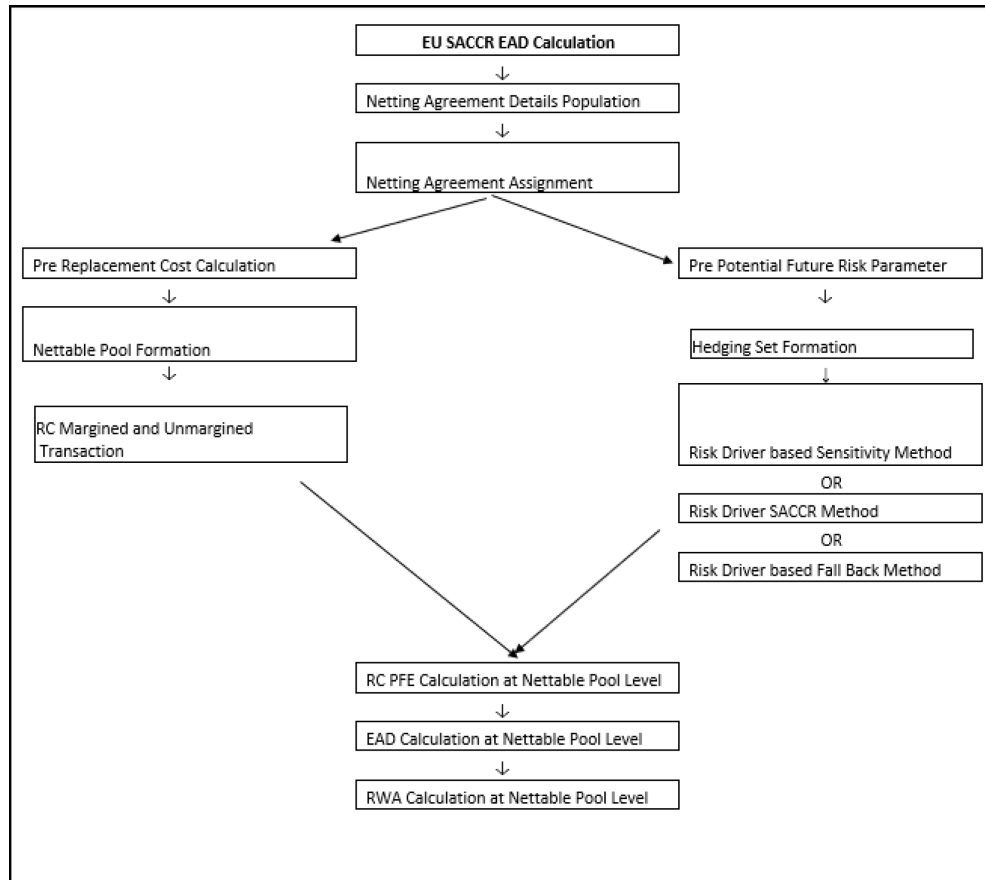 EU SACCR EAD Calculation
↓
Netting Agreement Details Population
↓
Netting Agreement Assignment
Pre Replacement Cost Calculation
↓
Nettable Pool Formation
↓
RC Margined and Unmargined
Transaction
Pre Potential Future Risk Parameter
↓
Hedging Set Formation
↓
Risk Driver based Sensitivity Method
OR
Risk Driver SACCR Method
OR
Risk Driver based Fall Back Method
RC PFE Calculation at Nettable Pool Level
↓
EAD Calculation at Nettable Pool Level
↓
RWA Calculation at Nettable Pool Level